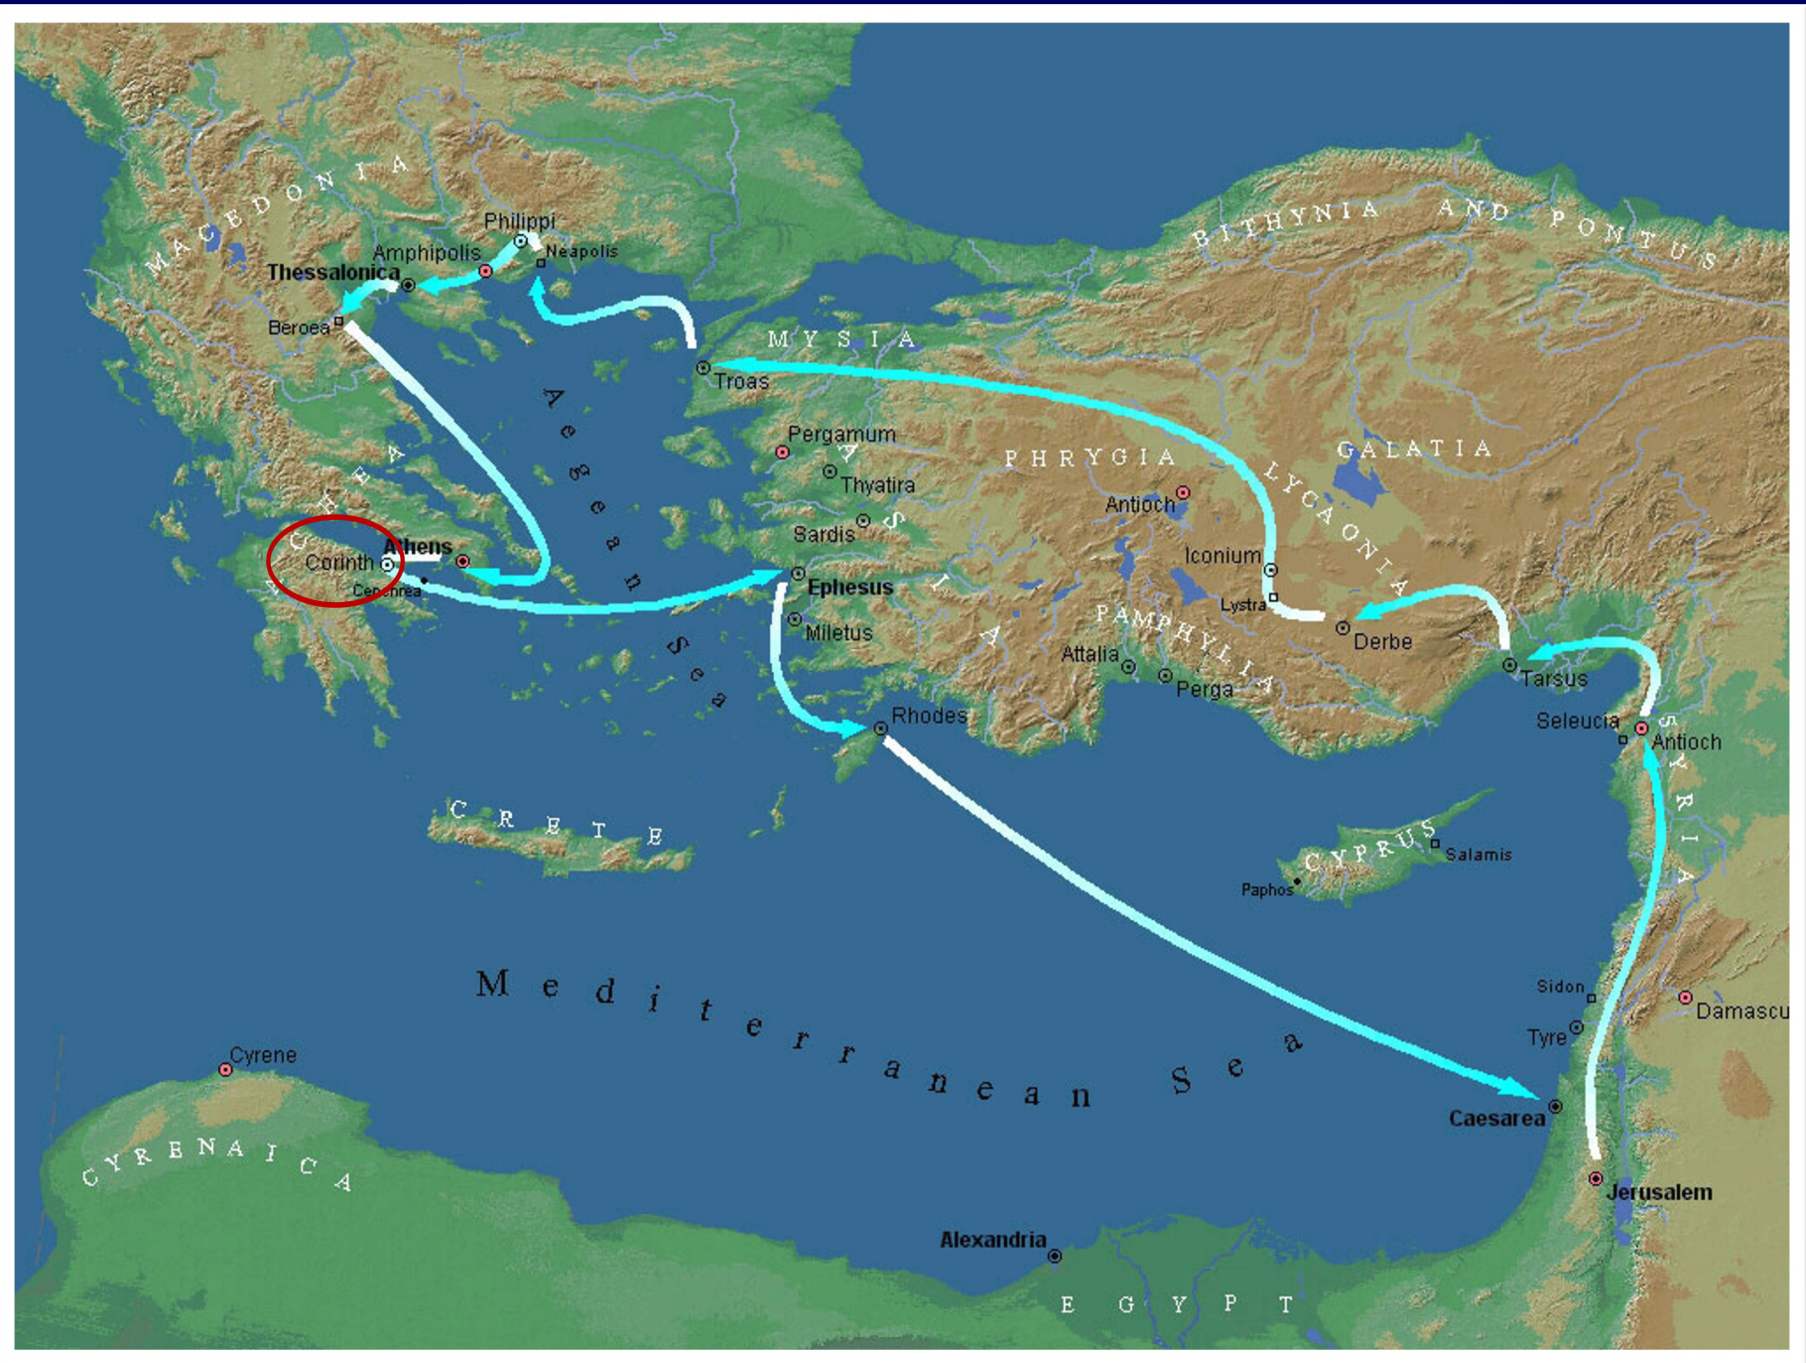 MACEDONIA
BITHYNIA AND PONTUS
Philippi
Neapolis
Amphipolis
Thessalonica
Beroea
MYSIA
Troas
Aegean Sea
Pergamum
Thyatira
Sardis
ASIA
PHRYGIA
GALATIA
LYCAONIA
Antioch
ACHEA
Corinth
Athens
Cenchrea
Ephesus
Miletus
Iconium
Lystra
Derbe
PAMPHYLIA
Attalia
Perga
Tarsus
Seleucia
Antioch
SYRIA
Rhodes
CRETE
CYPRUS
Salamis
Paphos
Mediterranean Sea
Sidon
Tyre
Damascu
Cyrene
CYRENAICA
Caesarea
Jerusalem
Alexandria
EGYPT